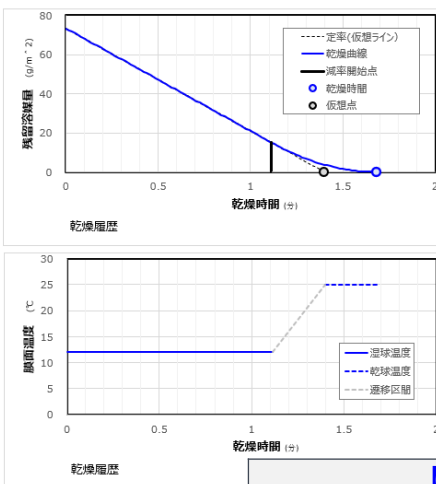 80
60
40
20
0
残留溶媒量 (g/m^2)
定率(仮想ライン)
乾燥曲線
減率開始点
乾燥時間
仮想点
0 0.5 1 1.5 2
乾燥時間 (分)
乾燥履歴
30
25
20
15
10
5
0
膜面温度 (℃
湿球温度
乾球温度
遷移区間
0 0.5 1 1.5 2
乾燥時間 (分)
乾燥履歴